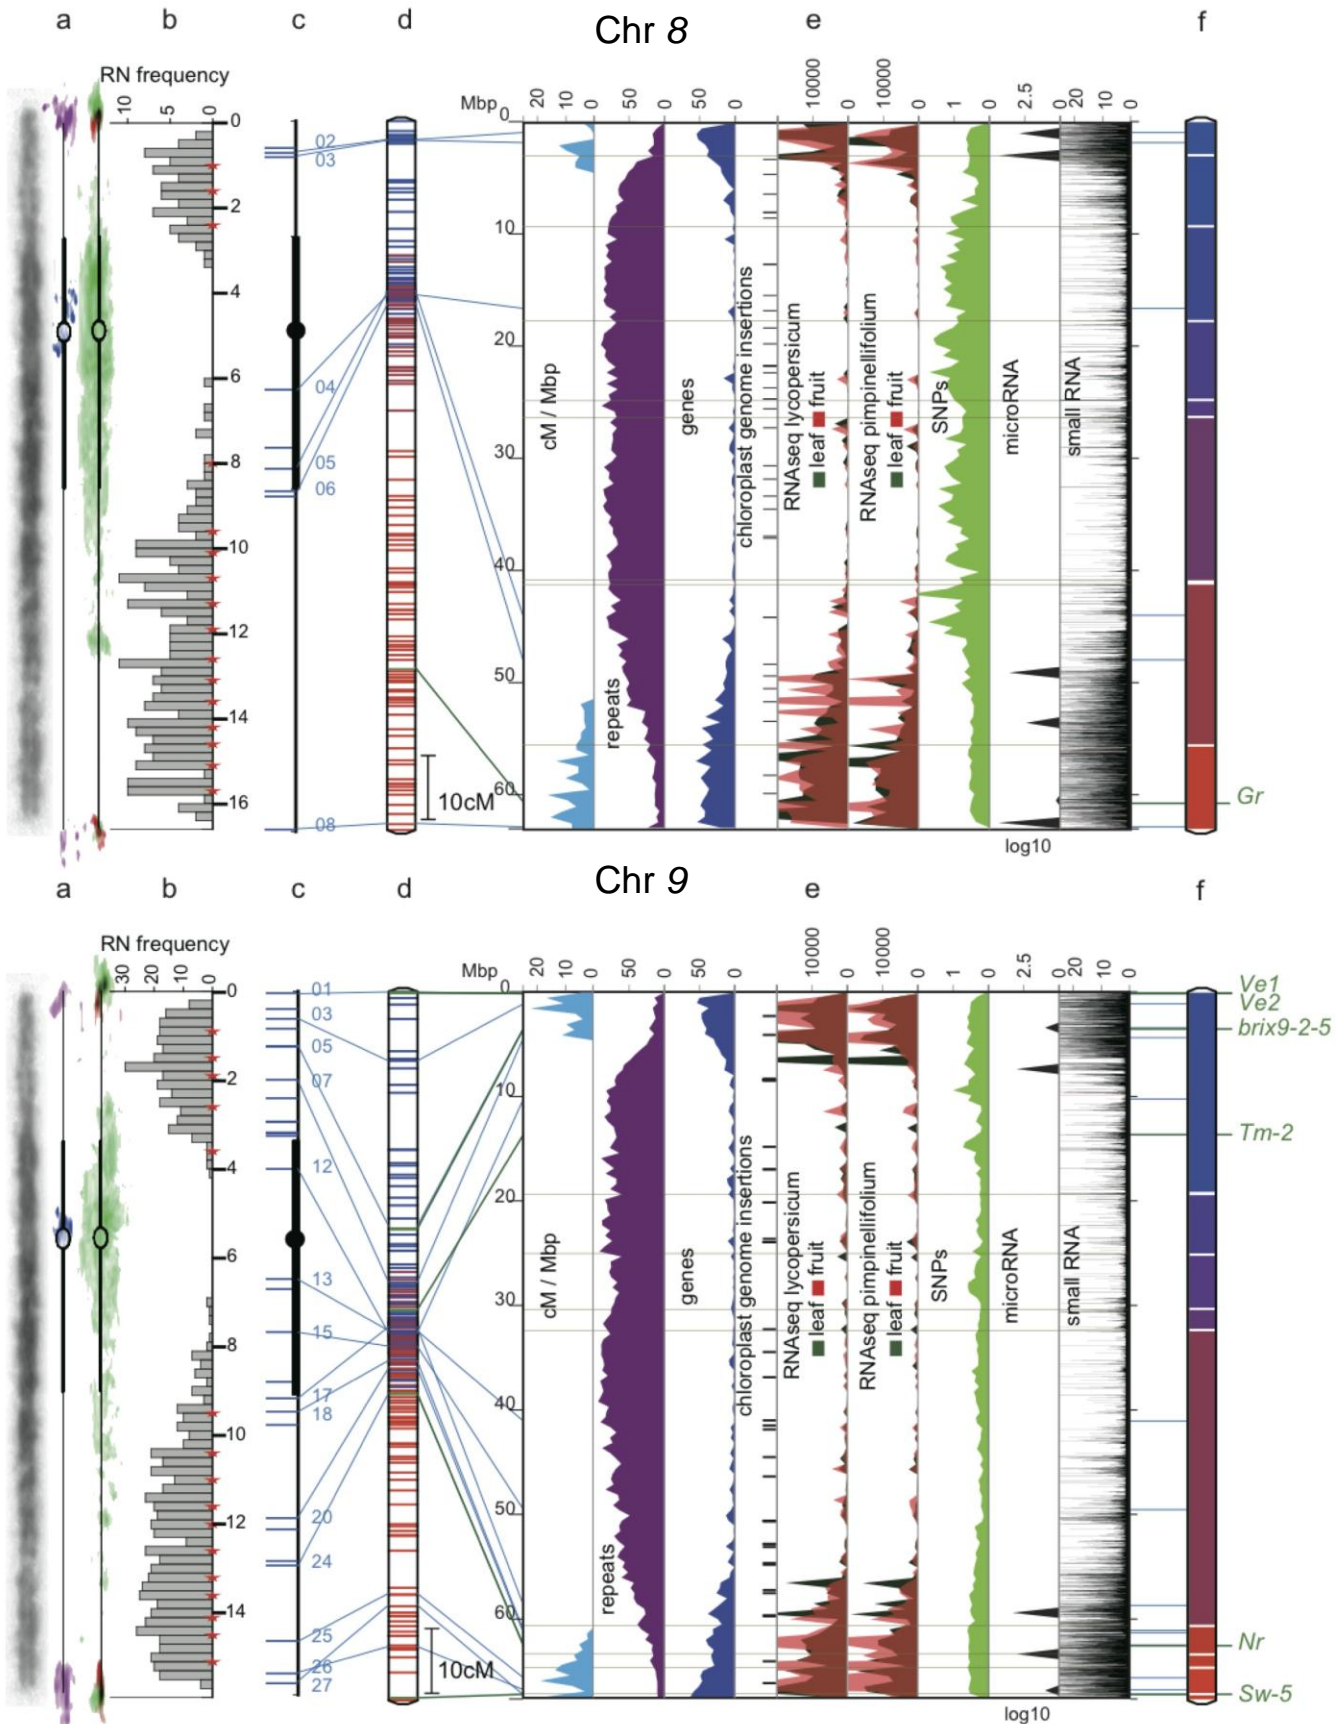 a b c d Chr 8 e f
RN frequency
10 5 0
Mbp 0 20 10 0 50 0 50 0 10000 0 10000 0 1 0 2.5 0 20 10 0
0
2
4
6
8
10
12
14
16
02
03
04
05
06
08
10cM
10
20
30
40
50
60
cM / Mbp
repeats
genes
chloroplast genome insertions
RNAseq lycopersicum
leaf fruit
RNAseq pimpinellifolium
leaf fruit
SNPs
microRNA
small RNA
Gr
log10
a b c d Chr 9 e f
RN frequency
30 20 10 0
Mbp 0 20 10 0 50 0 50 0 10000 0 10000 0 1 0 2.5 0 20 10 0
0
2
4
6
8
10
12
14
01
03
05
07
12
13
15
17
18
20
24
25
26
27
10cM
10
20
30
40
50
60
cM / Mbp
repeats
genes
chloroplast genome insertions
RNAseq lycopersicum
leaf fruit
RNAseq pimpinellifolium
leaf fruit
SNPs
microRNA
small RNA
Ve1
Ve2
brix9-2-5
Tm-2
Nr
Sw-5
log10